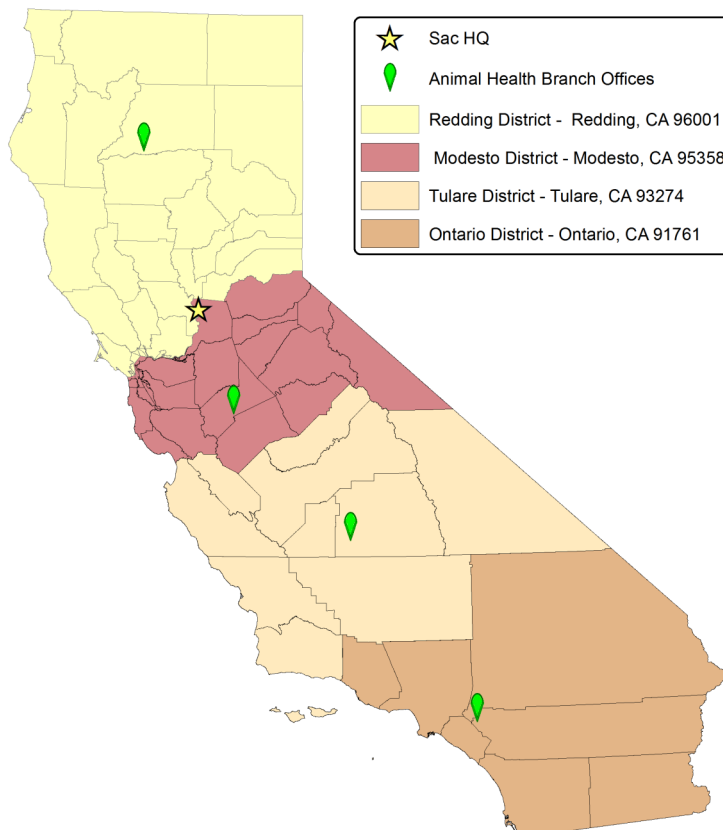 Sac HQ
Animal Health Branch Offices
Redding District - Redding, CA 96001
Modesto District - Modesto, CA 95358
Tulare District - Tulare, CA 93274
Ontario District - Ontario, CA 91761